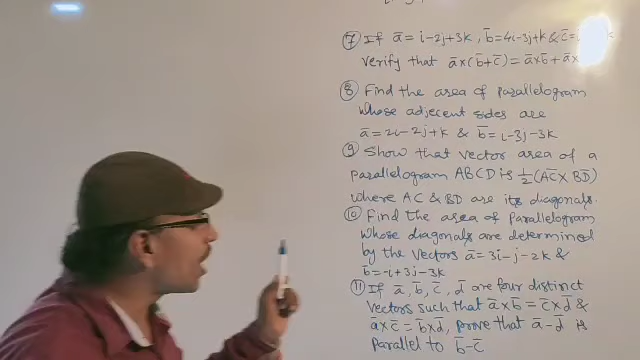 ⑦ If a̅ = i-2j+3k, b̅=4i-3j+k & c̅=i
verify that a̅×(b̅+c̅)=a̅×b̅+a̅×
⑧ Find the area of parallelogram
whose adjecent sides are
a̅=2i-2j+k & b̅=i-3j-3k
⑨ Show that vector area of a
parallelogram ABCD is 1/2(A̅C̅×B̅D̅)
where AC & BD are its diagonals.
⑩ Find the area of parallelogram
whose diagonals are determined
by the vectors a̅=3i-j-2k &
b̅=-i+3j-3k
⑪ If a̅, b̅, c̅, d̅ are four distinct
vectors such that a̅×b̅=c̅×d̅ &
a̅×c̅=b̅×d̅, prove that a̅-d̅ is
parallel to b̅-c̅